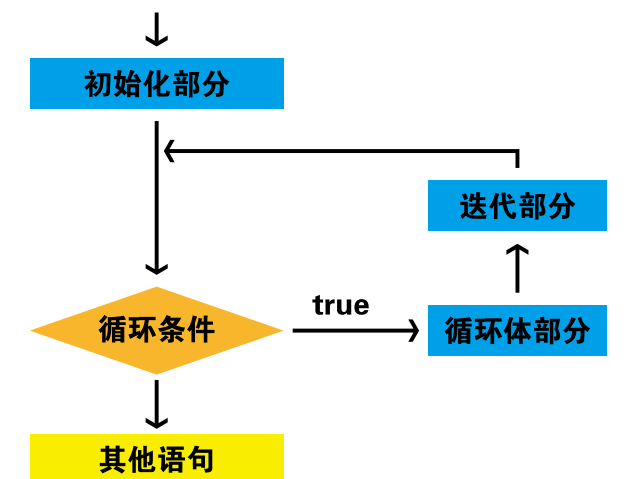 初始化部分
迭代部分
循环条件
true
循环体部分
其他语句